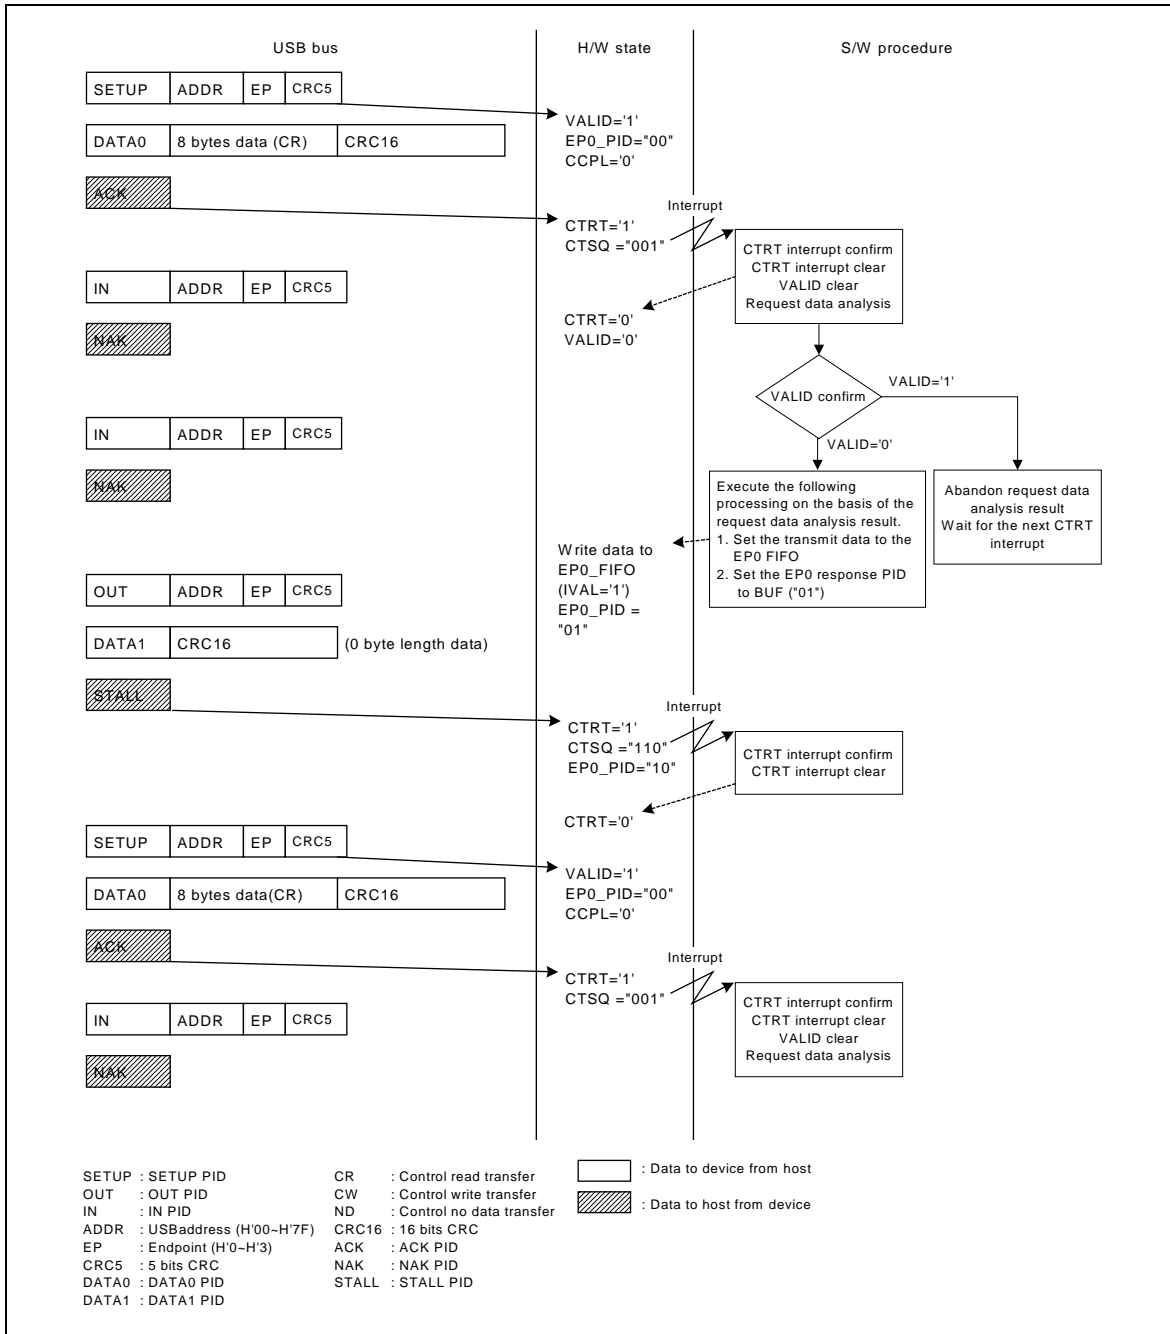 USB bus
H/W state
S/W procedure
SETUP ADDR EP CRC5
VALID='1'
EP0_PID="00"
CCPL='0'
DATA0 8 bytes data (CR) CRC16
ACK
Interrupt
CTRT='1'
CTSQ ="001"
CTRT interrupt confirm
CTRT interrupt clear
VALID clear
Request data analysis
IN ADDR EP CRC5
CTRT='0'
VALID='0'
NAK
VALID confirm
VALID='1'
VALID='0'
IN ADDR EP CRC5
NAK
Execute the following
processing on the basis of the
request data analysis result.
1. Set the transmit data to the
EP0 FIFO
2. Set the EP0 response PID
to BUF ("01")
Abandon request data
analysis result
Wait for the next CTRT
interrupt
Write data to
EP0_FIFO
(IVAL='1')
EP0_PID =
"01"
OUT ADDR EP CRC5
DATA1 CRC16 (0 byte length data)
STALL
Interrupt
CTRT='1'
CTSQ ="110"
EP0_PID="10"
CTRT interrupt confirm
CTRT interrupt clear
CTRT='0'
SETUP ADDR EP CRC5
VALID='1'
EP0_PID="00"
CCPL='0'
DATA0 8 bytes data(CR) CRC16
ACK
Interrupt
CTRT='1'
CTSQ ="001"
CTRT interrupt confirm
CTRT interrupt clear
VALID clear
Request data analysis
IN ADDR EP CRC5
NAK
SETUP : SETUP PID
OUT : OUT PID
IN : IN PID
ADDR : USBaddress (H'00~H'7F)
EP : Endpoint (H'0~H'3)
CRC5 : 5 bits CRC
DATA0 : DATA0 PID
DATA1 : DATA1 PID
CR : Control read transfer
CW : Control write transfer
ND : Control no data transfer
CRC16 : 16 bits CRC
ACK : ACK PID
NAK : NAK PID
STALL : STALL PID
: Data to device from host
: Data to host from device